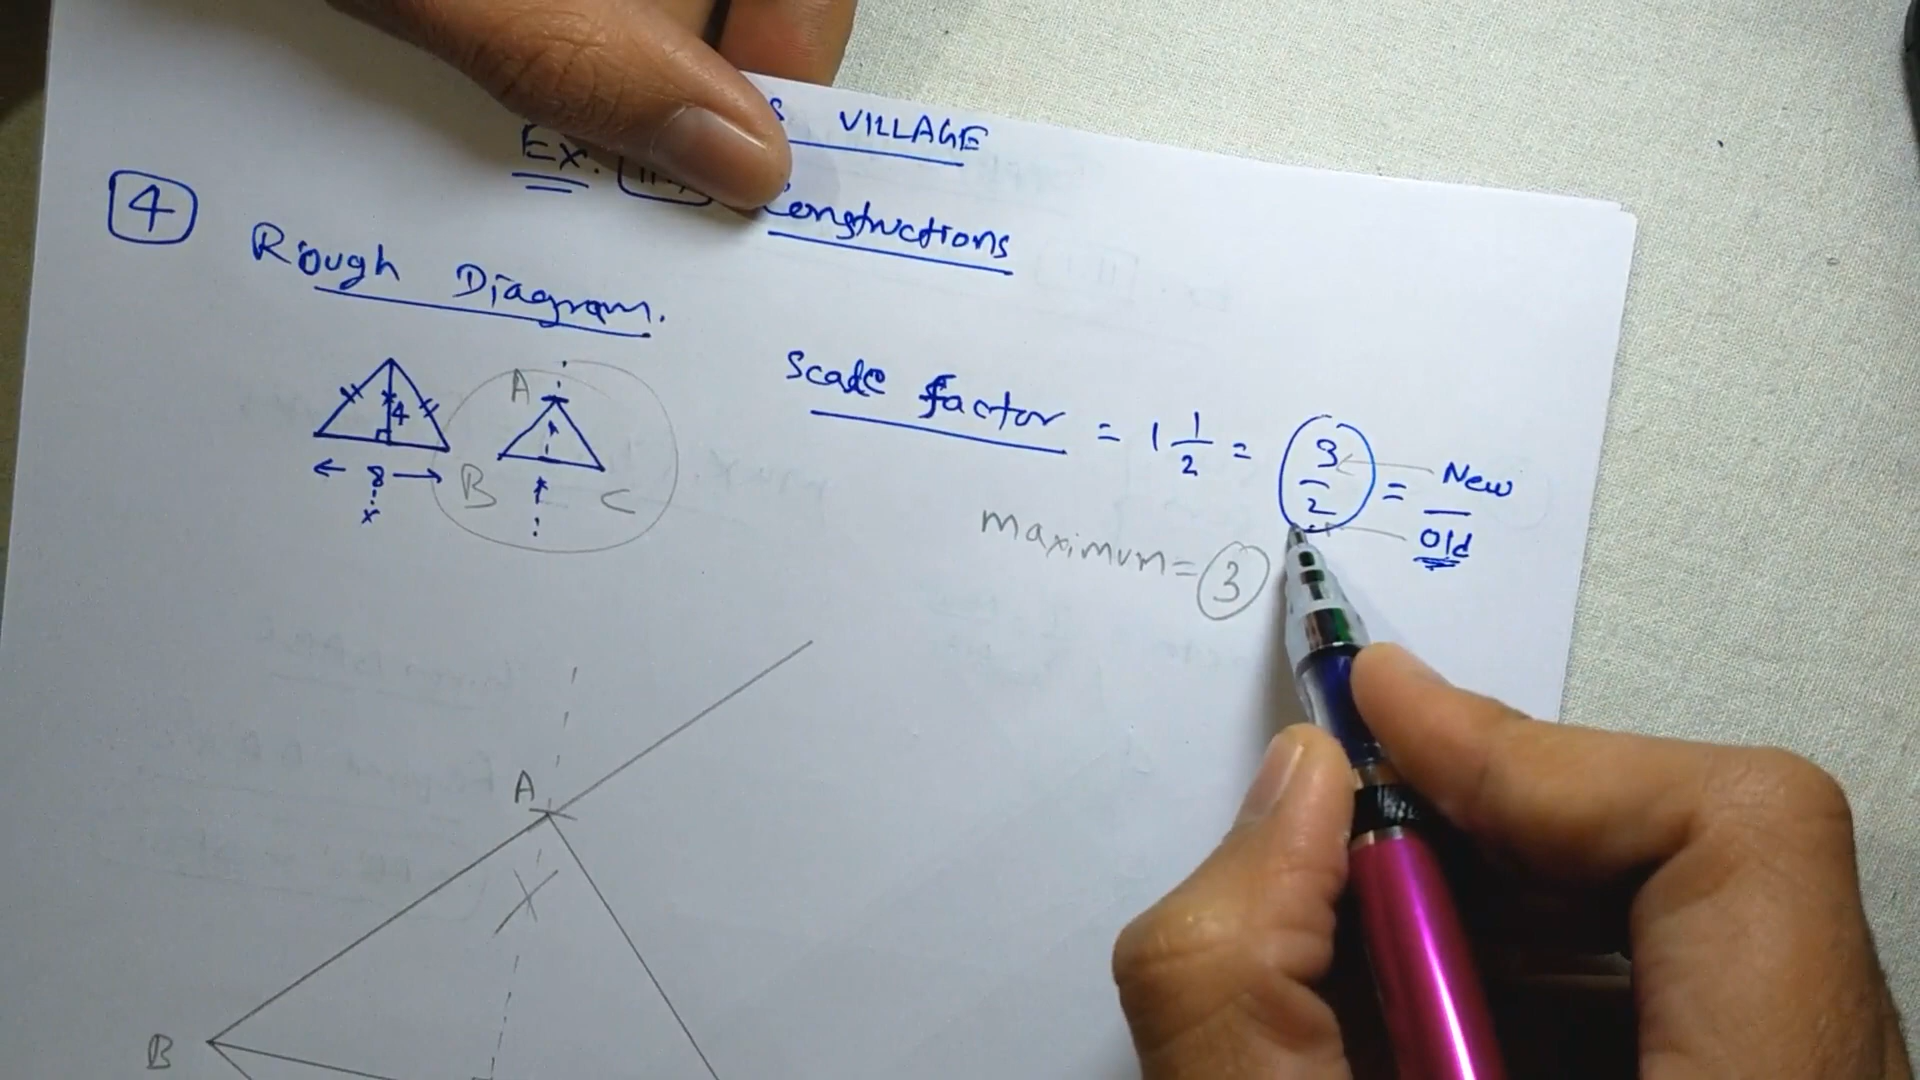 VILLAGE
Ex.
Constructions
4
Rough Diagram.
4
8
x
A
B C
Scale factor = 1 1/2 = 3/2 = New/Old
maximum = 3
A
B